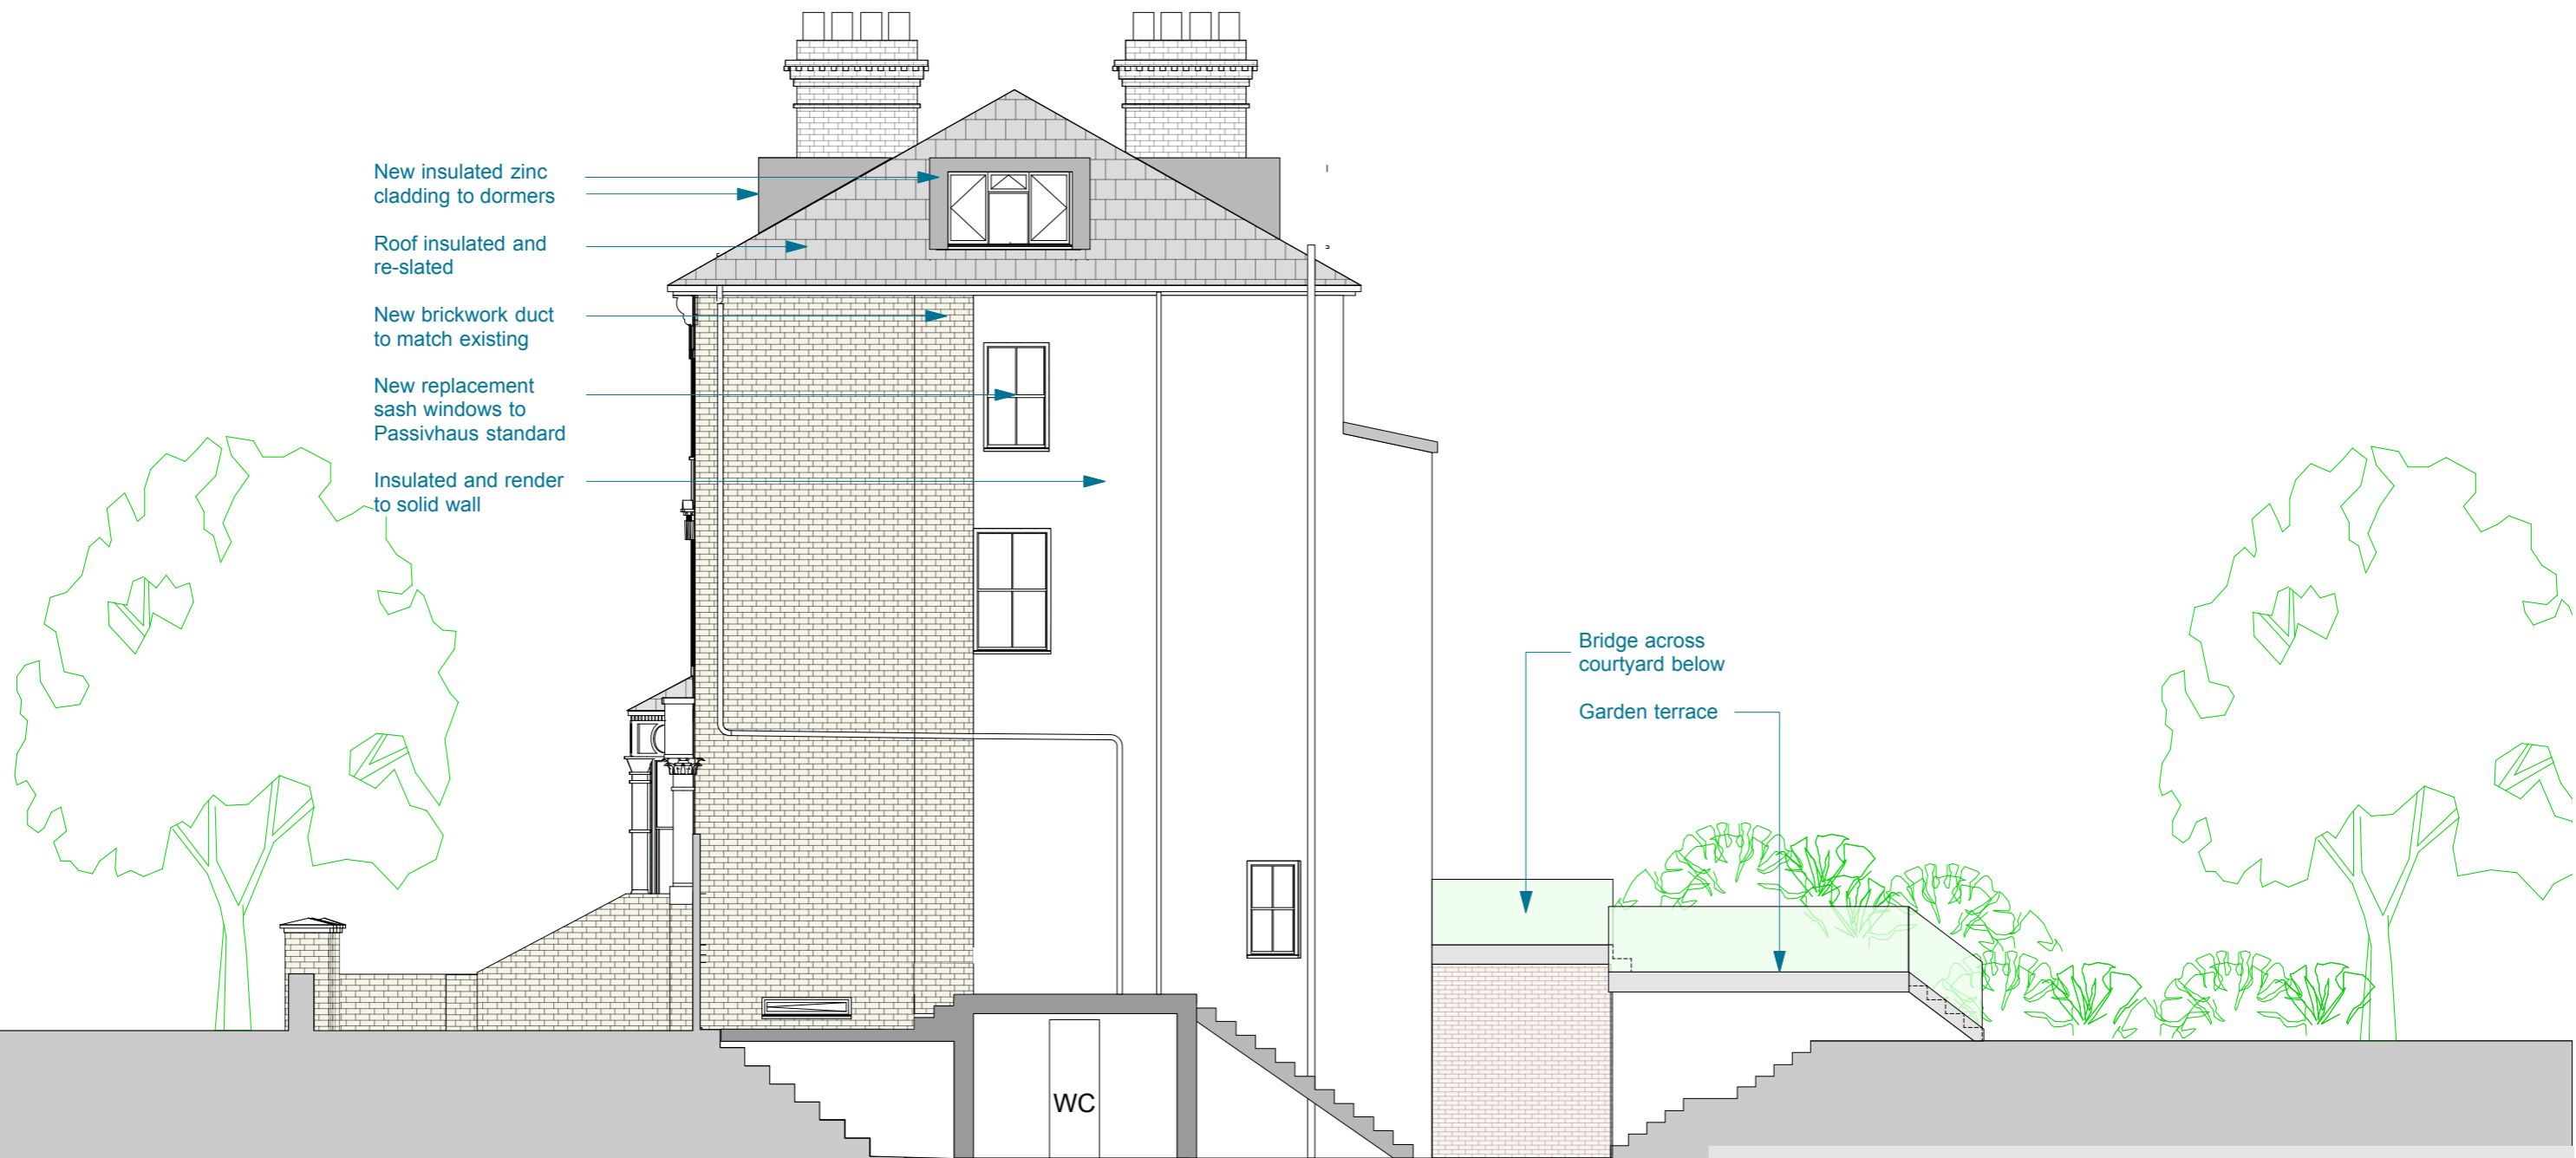 New insulated zinc
cladding to dormers
Roof insulated and
re-slated
New brickwork duct
to match existing
New replacement
sash windows to
Passivhaus standard
Insulated and render
to solid wall
Bridge across
courtyard below
Garden terrace
WC